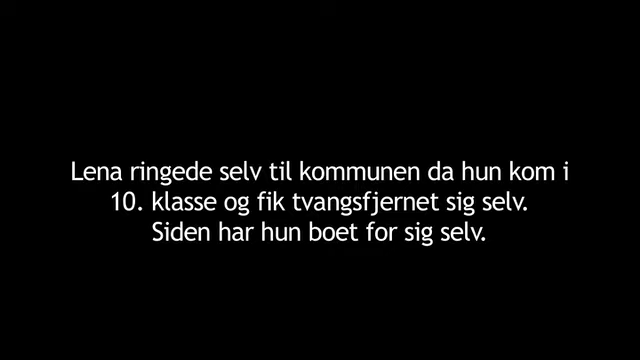 Lena ringede selv til kommunen da hun kom i
10. klasse og fik tvangsfjernet sig selv.
Siden har hun boet for sig selv.